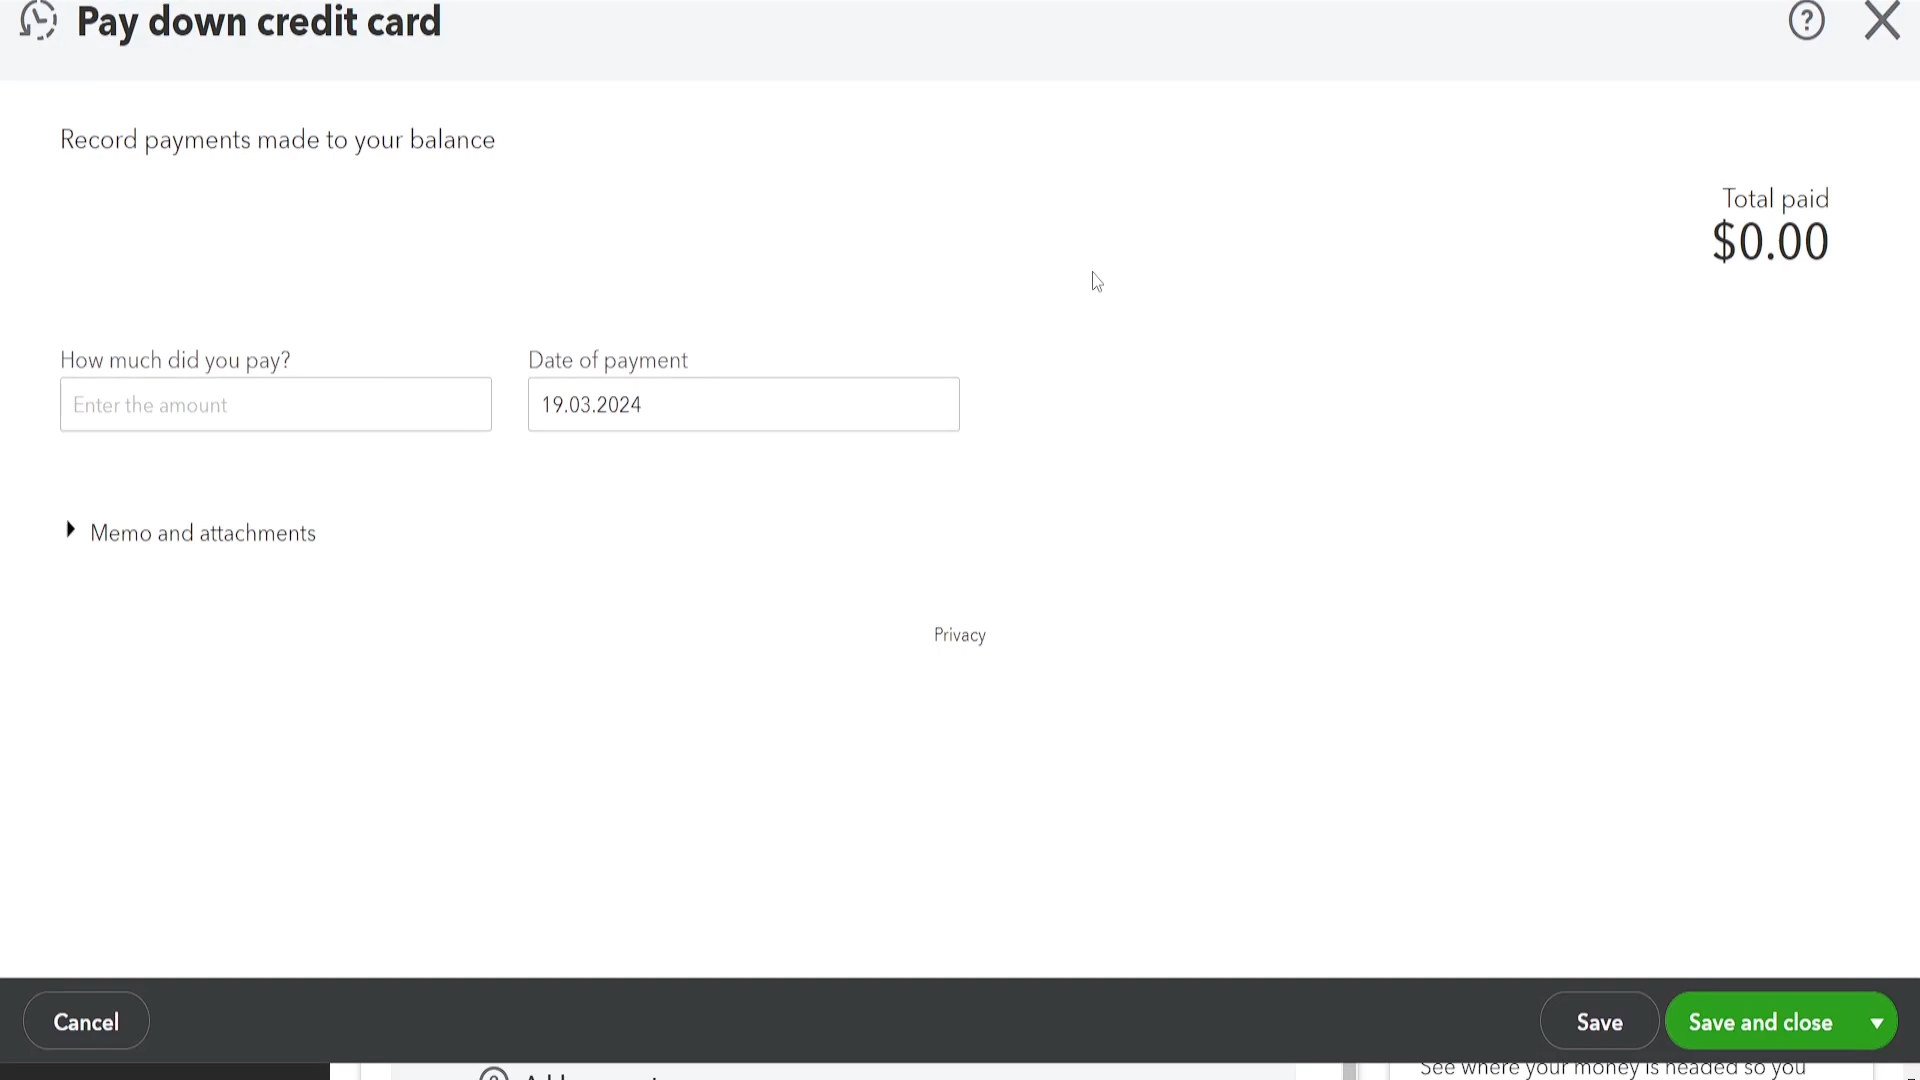 Pay down credit card
?
Record payments made to your balance
Total paid
$0.00
How much did you pay?
Date of payment
Enter the amount
19.03.2024
Memo and attachments
Privacy
Cancel
Save
Save and close
See where your money is headed so you